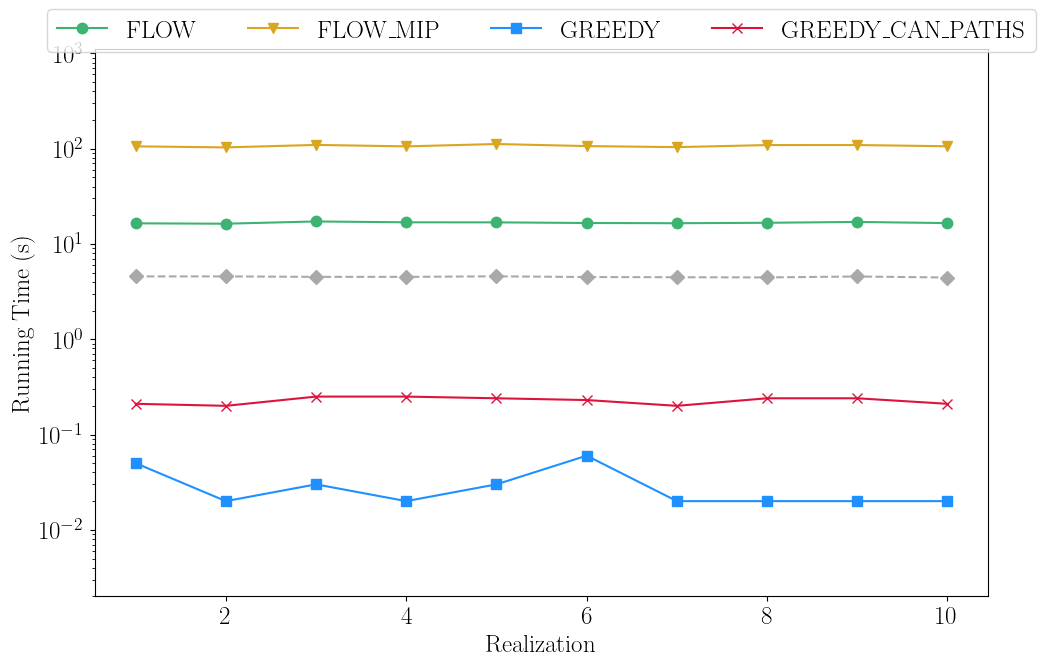 FLOW FLOW_MIP GREEDY GREEDY_CAN_PATHS
10^3
10^2
10^1
10^0
10^−1
10^−2
Running Time (s)
2 4 6 8 10
Realization